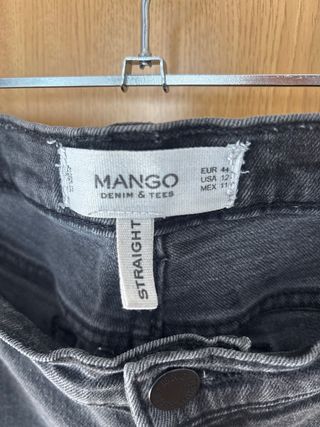 MANGO
DENIM & TEES
EUR 44
USA 12
MEX 11
STRAIGHT